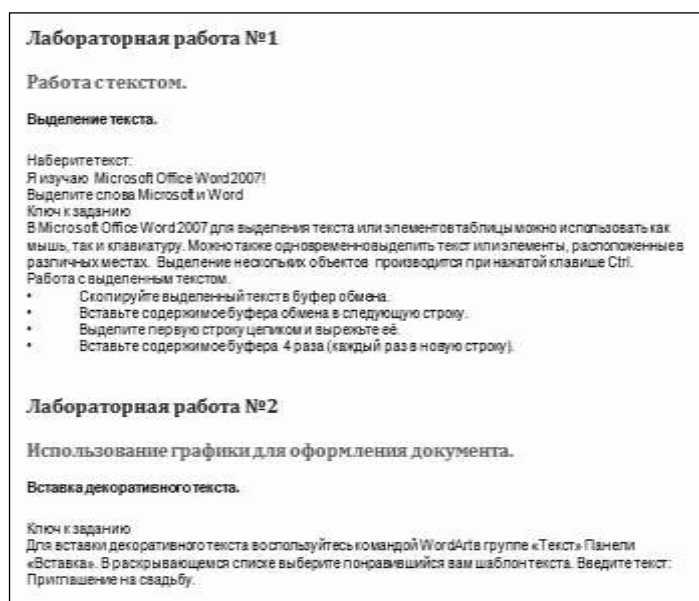 Лабораторная работа №1
Работа с текстом.
Выделение текста.
Наберите текст:
Я изучаю Microsoft Office Word 2007!
Выделите слова Microsoft и Word
Ключ к заданию
В Microsoft Office Word 2007 для выделения текста или элементов таблицы можно использовать как
мышь, так и клавиатуру. Можно также одновременно выделить текст или элементы, расположенные в
различных местах. Выделение нескольких объектов производится при нажатой клавише Ctrl.
Работа с выделенным текстом.
• Скопируйте выделенный текст в буфер обмена.
• Вставьте содержимое буфера обмена в следующую строку.
• Выделите первую строку целиком и вырежьте её.
• Вставьте содержимое буфера 4 раза (каждый раз в новую строку).
Лабораторная работа №2
Использование графики для оформления документа.
Вставка декоративного текста.
Ключ к заданию
Для вставки декоративного текста воспользуйтесь командой WordArt в группе «Текст» Панели
«Вставка». В раскрывающемся списке выберите понравившийся вам шаблон текста. Введите текст:
Приглашение на свадьбу.